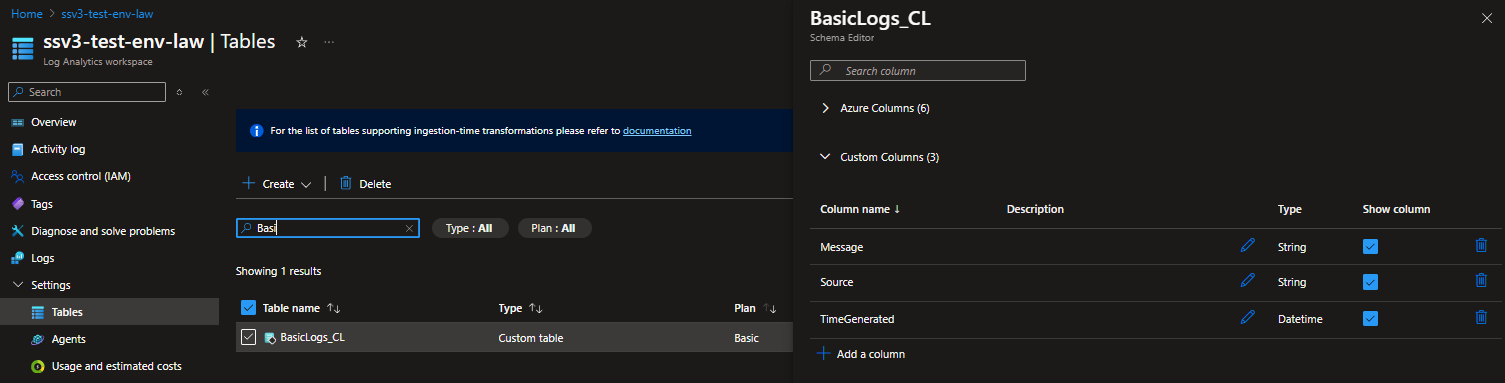 Home > ssv3-test-env-law
ssv3-test-env-law | Tables ☆ ...
Log Analytics workspace
Search
Overview
Activity log
Access control (IAM)
Tags
Diagnose and solve problems
Logs
Settings
Tables
Agents
Usage and estimated costs
For the list of tables supporting ingestion-time transformations please refer to documentation
+ Create | Delete
Basi
Type : All
Plan : All
Showing 1 results
Table name ↑↓ Type ↑↓ Plan ↑↓
BasicLogs_CL Custom table Basic
BasicLogs_CL
Schema Editor
Search column
Azure Columns (6)
Custom Columns (3)
Column name ↓ Description Type Show column
Message String
Source String
TimeGenerated Datetime
+ Add a column